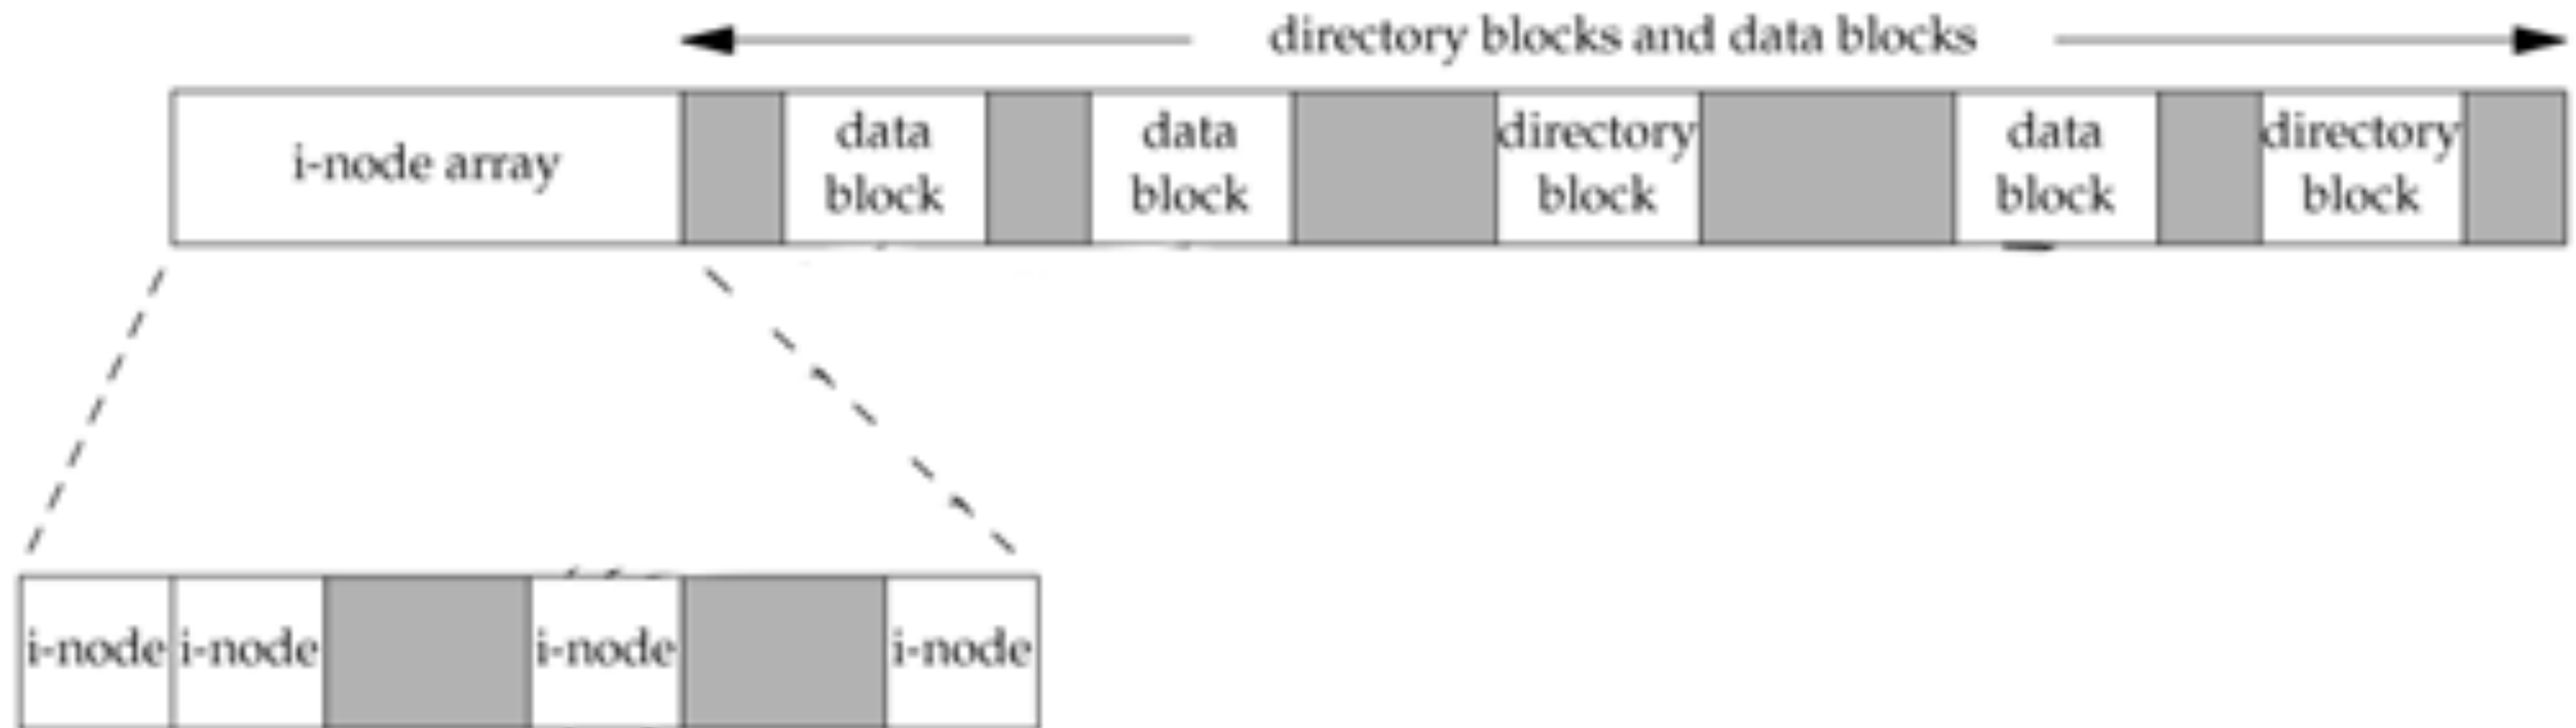 directory blocks and data blocks
i-node array
data
block
data
block
directory
block
data
block
directory
block
i-node
i-node
i-node
i-node